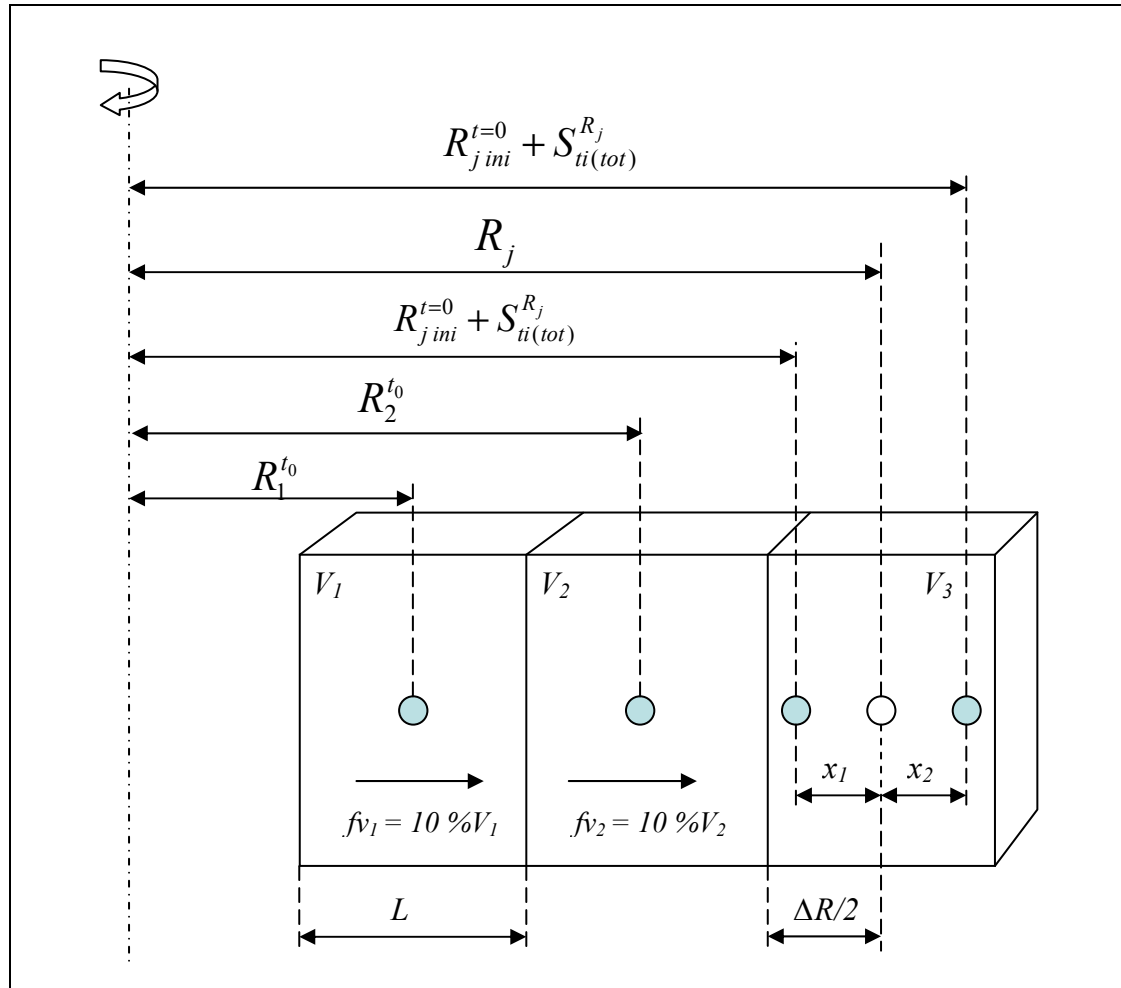 R_{j ini}^{t=0} + S_{ti(tot)}^{R_j}
R_j
R_{j ini}^{t=0} + S_{ti(tot)}^{R_j}
R_2^{t_0}
R_1^{t_0}
V_1 V_2 V_3
x_1 x_2
fv_1 = 10 %V_1 fv_2 = 10 %V_2
L ΔR/2